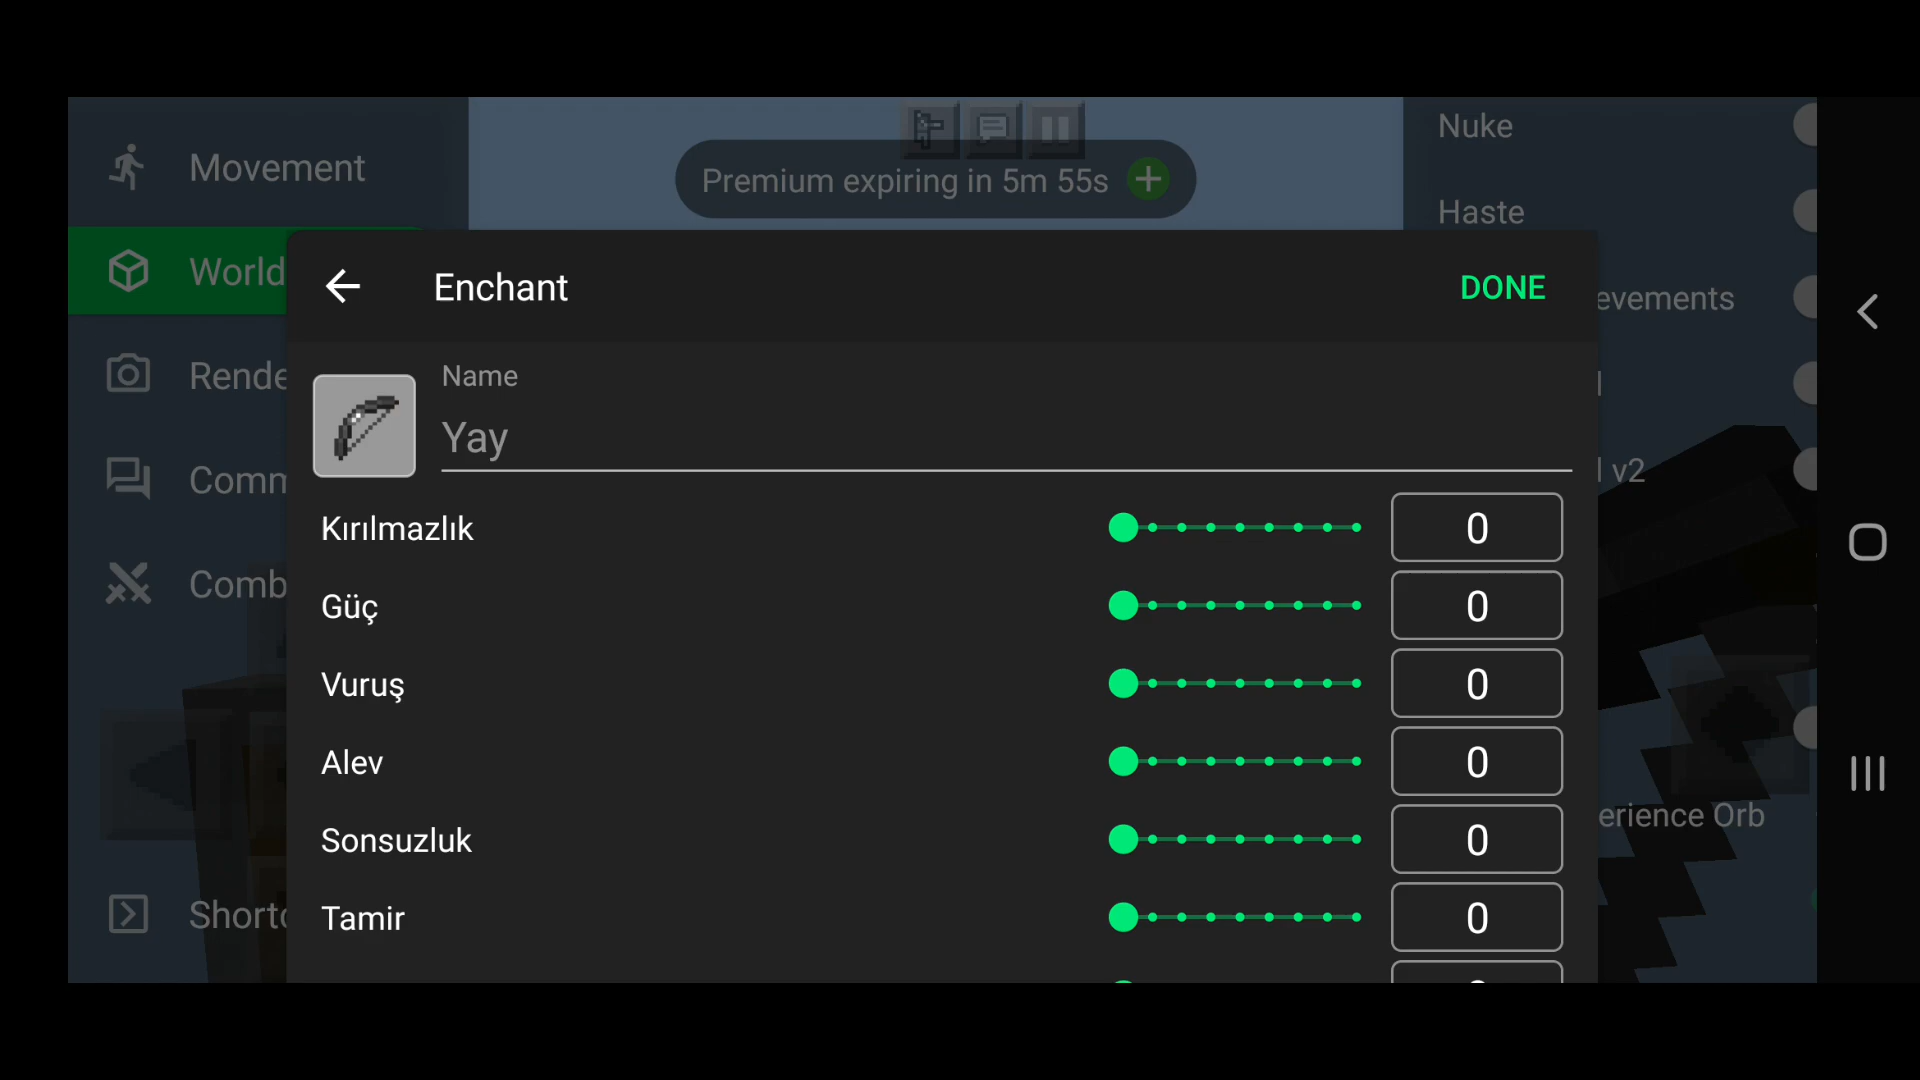 Movement
Premium expiring in 5m 55s
Nuke
Haste
World
Enchant
DONE
evements
Rende
Name
Yay
v2
Comm
Kırılmazlık 0
Güç 0
Comb
Vuruş 0
Alev 0
Sonsuzluk 0
erience Orb
Shortc
Tamir 0